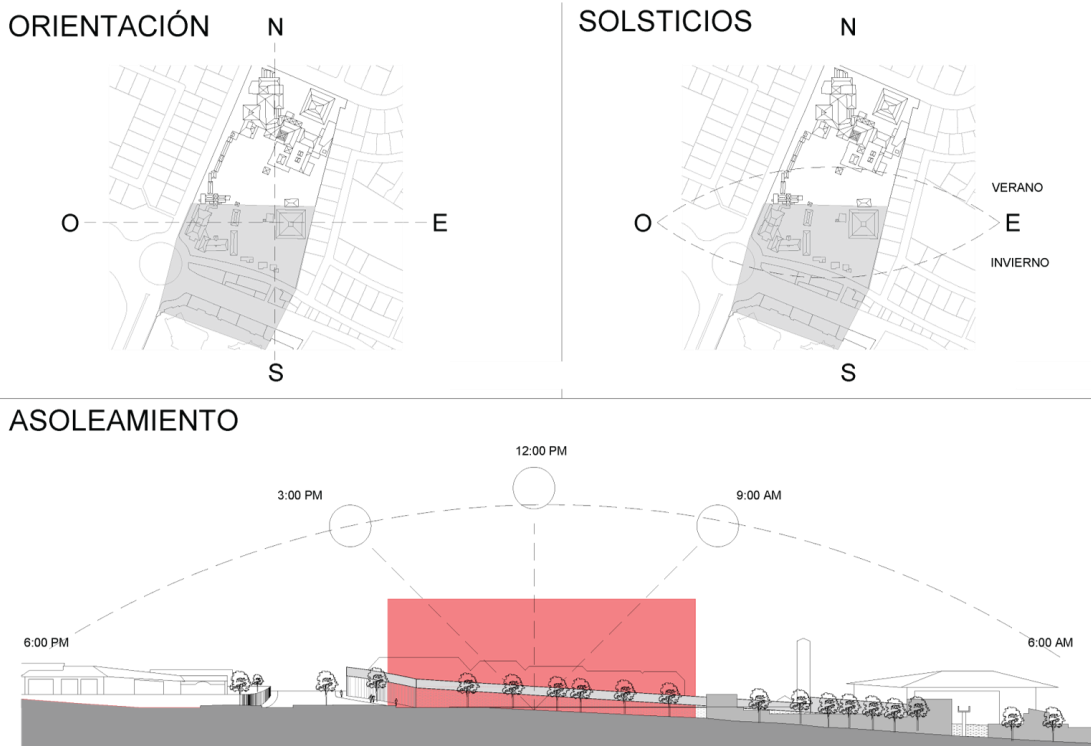 ORIENTACIÓN
N
O
E
S
SOLSTICIOS
N
VERANO
O
E
INVIERNO
S
ASOLEAMIENTO
12:00 PM
3:00 PM
9:00 AM
6:00 PM
6:00 AM